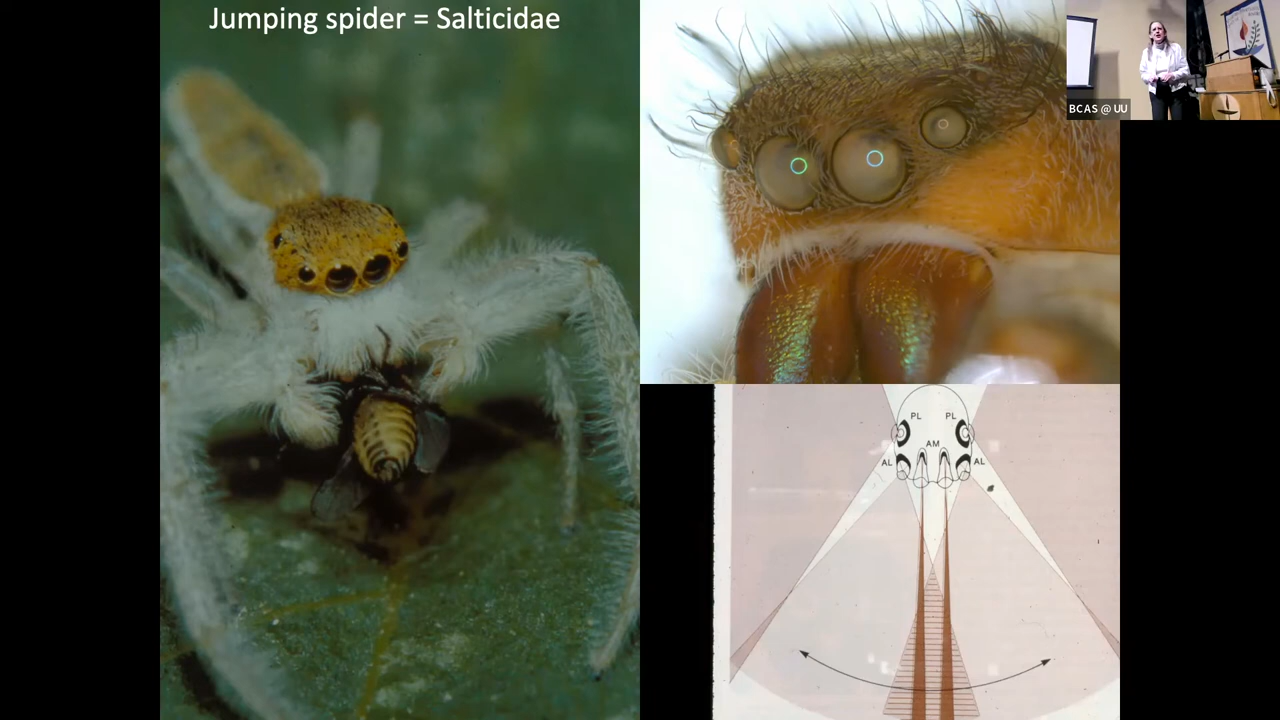 Jumping spider = Salticidae
BCAS @ UU
PL PL
AM
AL AL